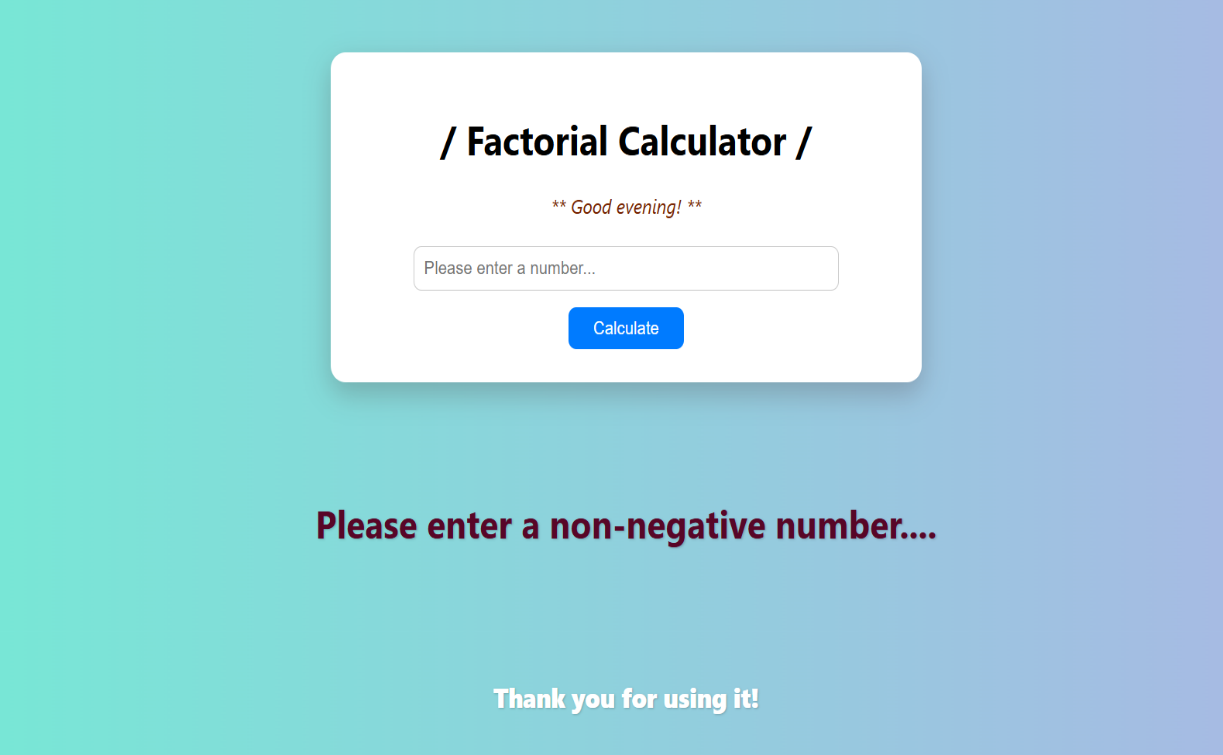 / Factorial Calculator /
** Good evening! **
Please enter a number...
Calculate
Please enter a non-negative number....
Thank you for using it!